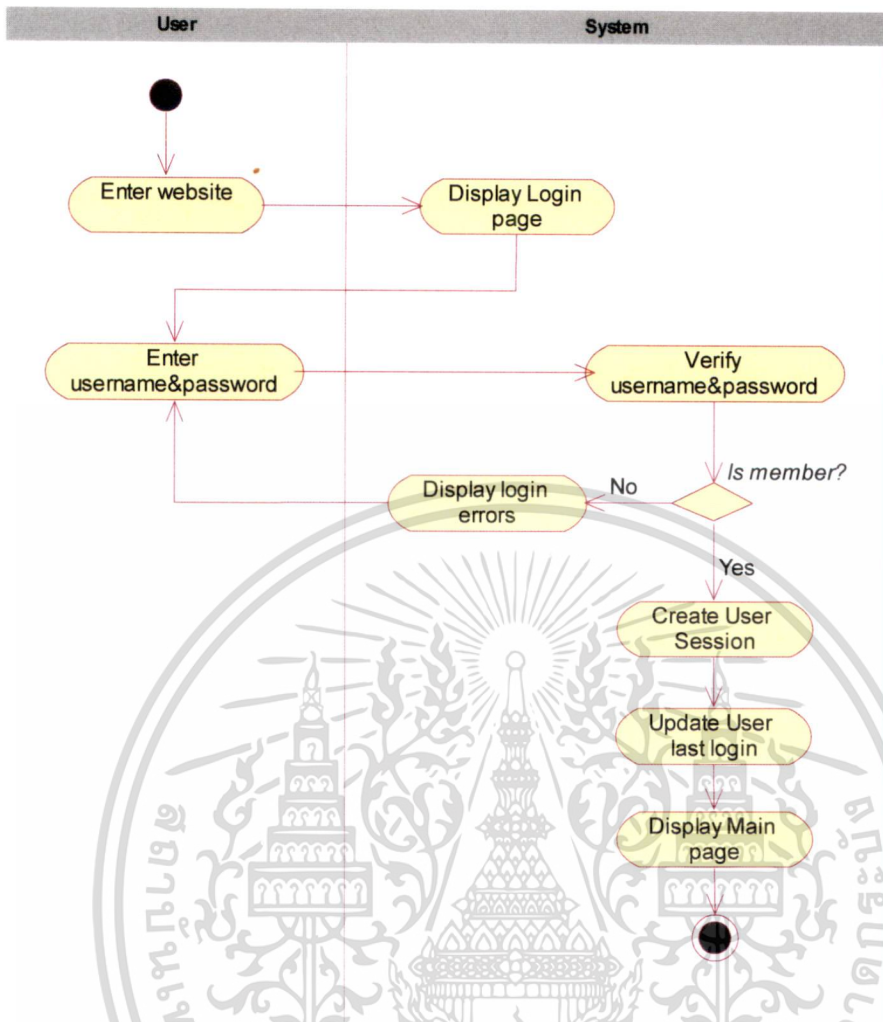 User
System
Enter website
Display Login
page
Enter
username&password
Verify
username&password
Is member?
No
Display login
errors
Yes
Create User
Session
Update User
last login
Display Main
page